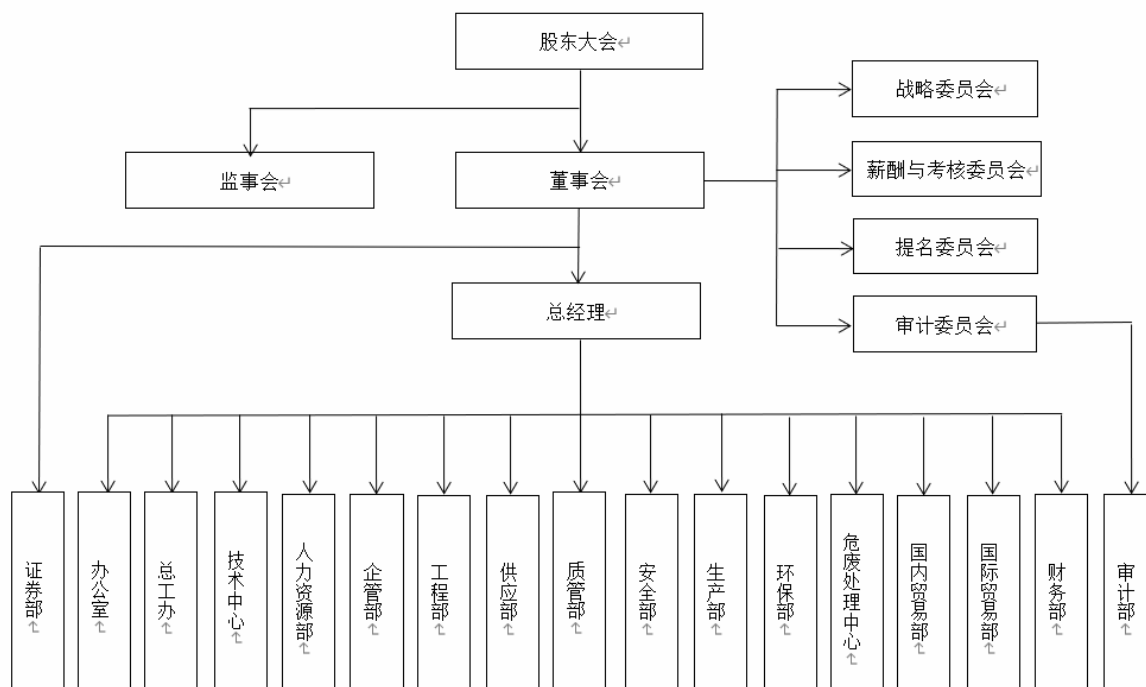 股东大会
战略委员会
监事会
董事会
薪酬与考核委员会
提名委员会
总经理
审计委员会
证券部
办公室
总工办
技术中心
人力资源部
企管部
工程部
供应部
质管部
安全部
生产部
环保部
危废处理中心
国内贸易部
国际贸易部
财务部
审计部